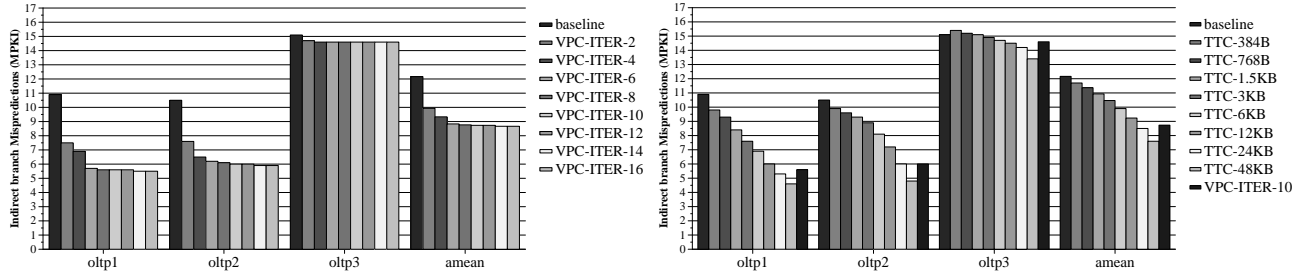 Indirect branch Mispredictions (MPKI)
17
16
15
14
13
12
11
10
9
8
7
6
5
4
3
2
1
0
oltp1
oltp2
oltp3
amean
baseline
VPC-ITER-2
VPC-ITER-4
VPC-ITER-6
VPC-ITER-8
VPC-ITER-10
VPC-ITER-12
VPC-ITER-14
VPC-ITER-16
Indirect branch Mispredictions (MPKI)
17
16
15
14
13
12
11
10
9
8
7
6
5
4
3
2
1
0
oltp1
oltp2
oltp3
amean
baseline
TTC-384B
TTC-768B
TTC-1.5KB
TTC-3KB
TTC-6KB
TTC-12KB
TTC-24KB
TTC-48KB
VPC-ITER-10